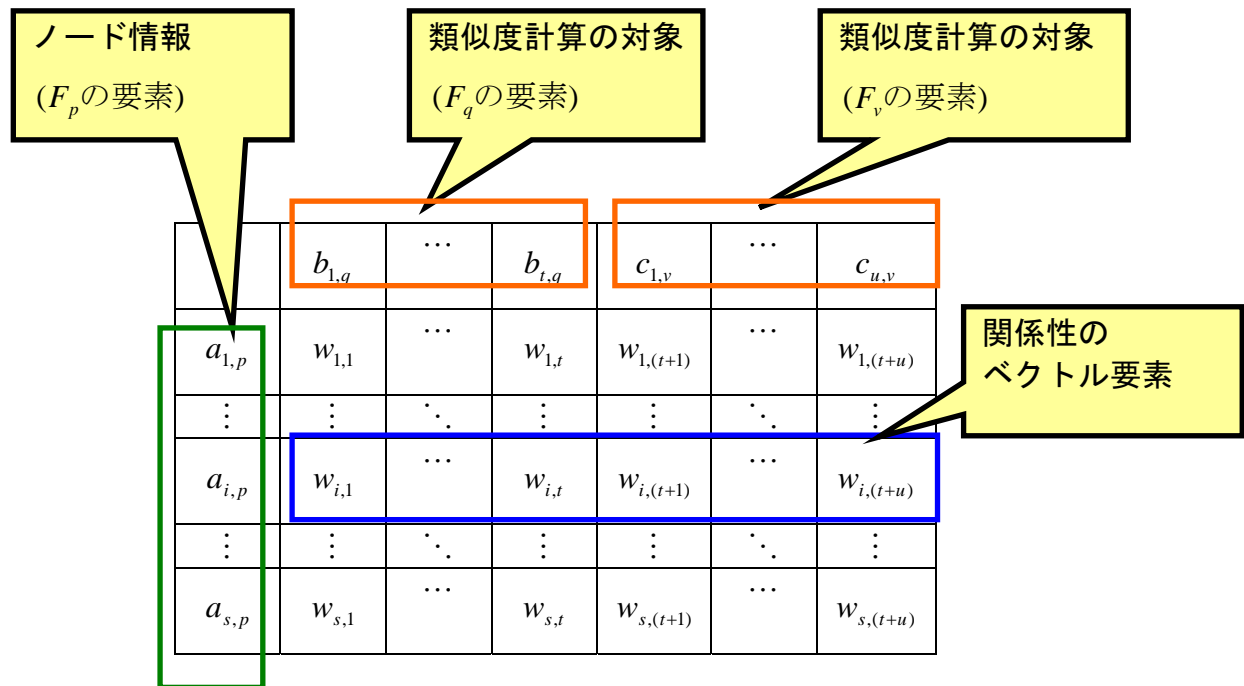 ノード情報
(F_pの要素)
類似度計算の対象
(F_qの要素)
類似度計算の対象
(F_vの要素)
b_{1,q} … b_{t,q} c_{1,v} … c_{u,v}
関係性の
ベクトル要素
a_{1,p} w_{1,1} … w_{1,t} w_{1,(t+1)} … w_{1,(t+u)}
⋮ ⋮ ⋱ ⋮ ⋮ ⋱ ⋮
a_{i,p} w_{i,1} … w_{i,t} w_{i,(t+1)} … w_{i,(t+u)}
⋮ ⋮ ⋱ ⋮ ⋮ ⋱ ⋮
a_{s,p} w_{s,1} … w_{s,t} w_{s,(t+1)} … w_{s,(t+u)}